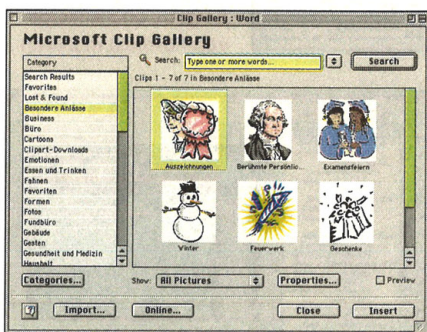 Clip Gallery : Word
Microsoft Clip Gallery
Category
Search Results
Favorites
Lost & Found
Besondere Anlässe
Business
Büro
Cartoons
Clipart-Downloads
Emotionen
Essen und Trinken
Fahnen
Favoriten
Formen
Fotos
Fundbüro
Gebäude
Gesten
Gesundheit und Medizin
Haushalt
Search: Type one or more words... Search
Clips 1 - 7 of 7 in Besondere Anlässe
Auszeichnungen Berühmte Persönlic... Examensfeiern
Winter Feuerwerk Geschenke
Categories... Show: All Pictures Properties... Preview
Import... Online... Close Insert